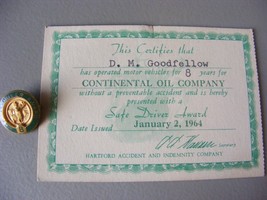 This Certifies that
D. M. Goodfellow
has operated motor vehicles for 8 years for
CONTINENTAL OIL COMPANY
without a preventable accident and is hereby
presented with a
Safe Driver Award
Date Issued January 2, 1964
HARTFORD ACCIDENT AND INDEMNITY COMPANY